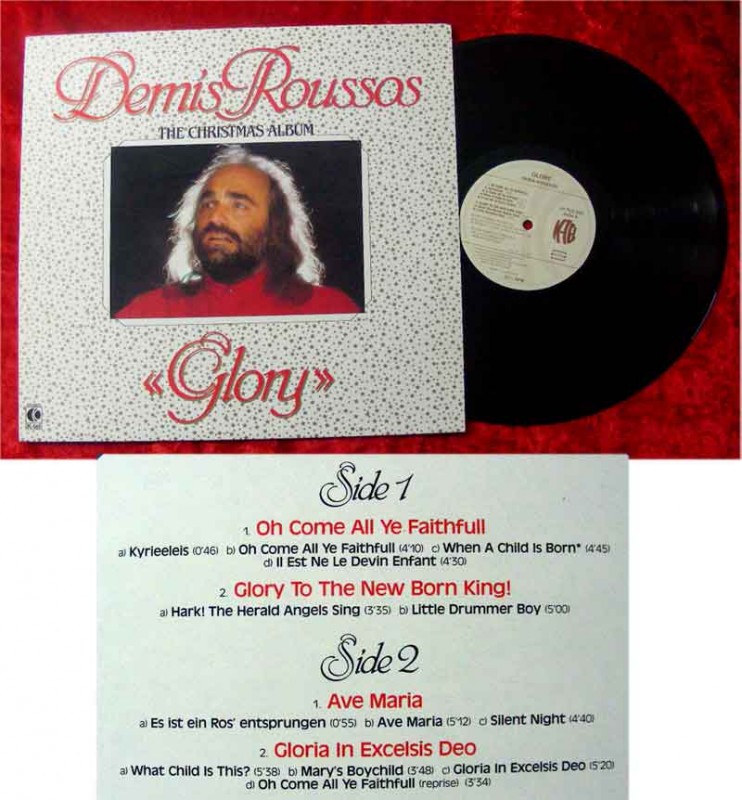 Demis Roussos
THE CHRISTMAS ALBUM
«Glory»
GLORY
Side 1
1. Oh Come All Ye Faithfull
a) Kyrieeleis (0'46) b) Oh Come All Ye Faithfull (4'10) c) When A Child Is Born* (4'45)
d) Il Est Ne Le Devin Enfant (4'30)
2. Glory To The New Born King!
a) Hark! The Herald Angels Sing (3'35) b) Little Drummer Boy (5'00)
Side 2
1. Ave Maria
a) Es ist ein Ros' entsprungen (0'55) b) Ave Maria (5'12) c) Silent Night (4'40)
2. Gloria In Excelsis Deo
a) What Child Is This? (5'38) b) Mary's Boychild (3'48) c) Gloria In Excelsis Deo (5'20)
d) Oh Come All Ye Faithfull (reprise) (3'34)